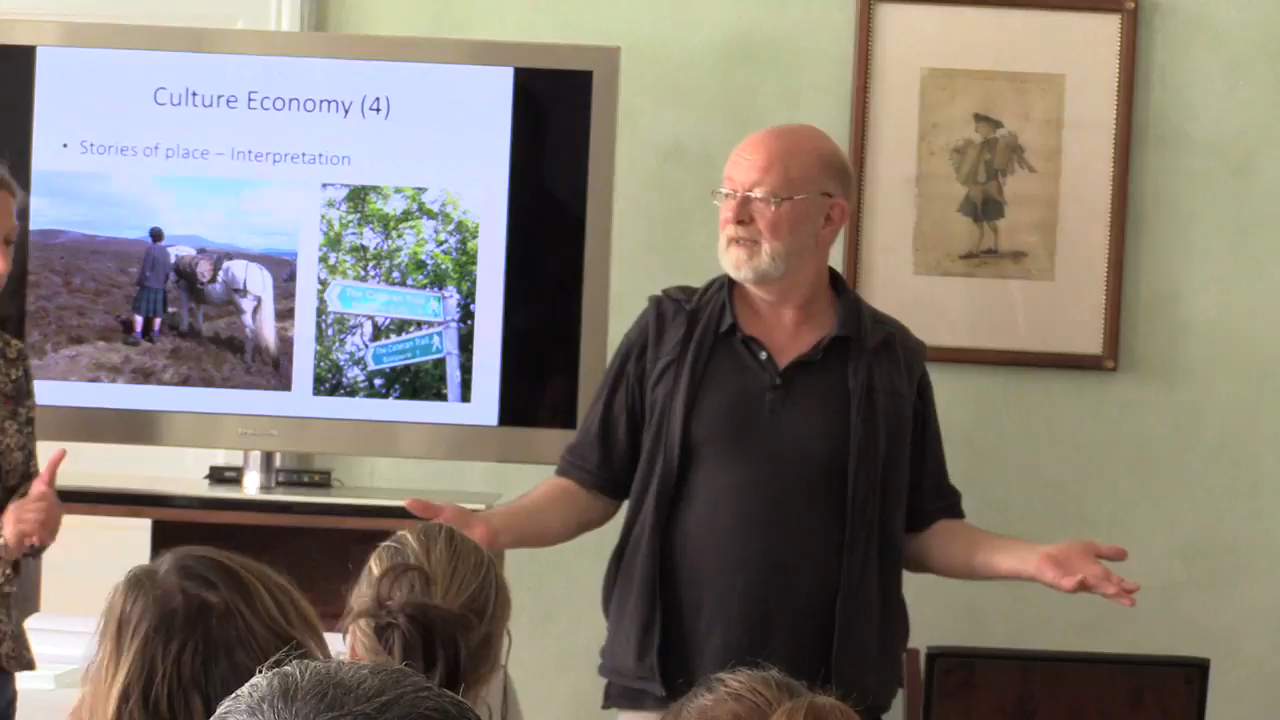 Culture Economy (4)
• Stories of place – Interpretation
The Cateran Trail
The Cateran Trail